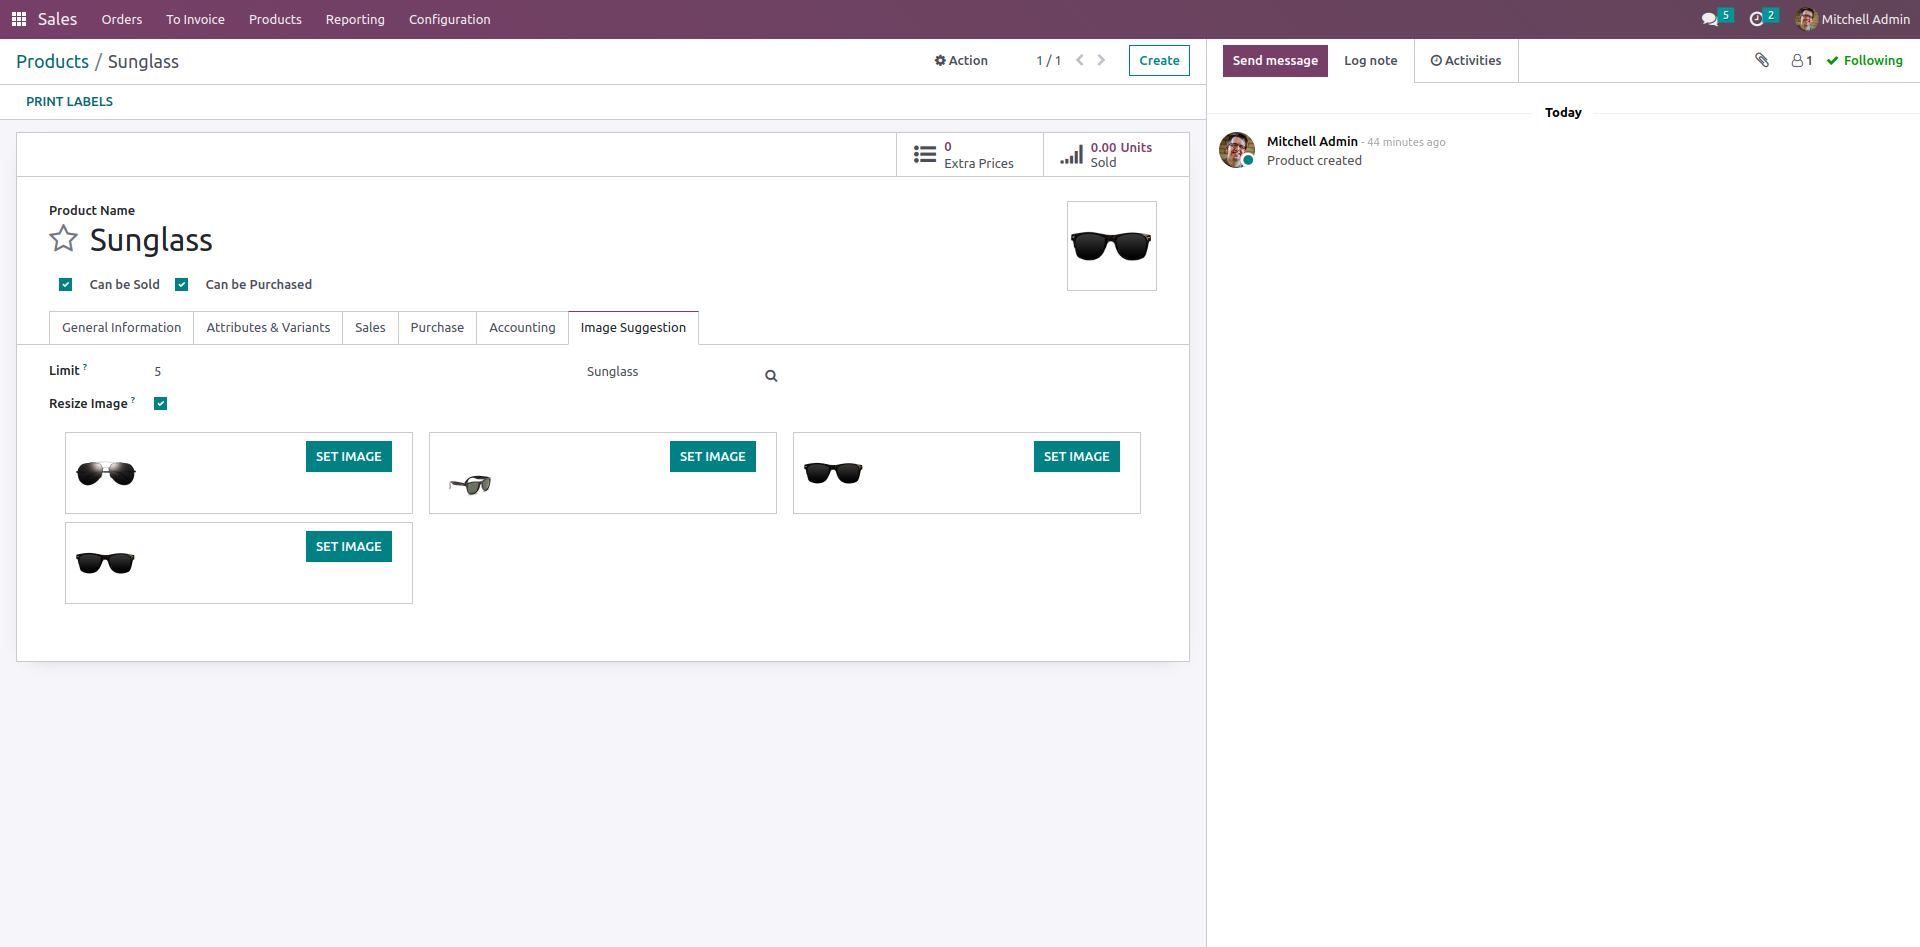 Sales Orders To Invoice Products Reporting Configuration 5 2 Mitchell Admin
Products / Sunglass Action 1 / 1 Create
Send message Log note Activities 1 Following
PRINT LABELS
Today
0
Extra Prices
0.00 Units
Sold
Mitchell Admin - 44 minutes ago
Product created
Product Name
Sunglass
Can be Sold Can be Purchased
General Information Attributes & Variants Sales Purchase Accounting Image Suggestion
Limit ? 5 Sunglass
Resize Image ?
SET IMAGE SET IMAGE SET IMAGE
SET IMAGE